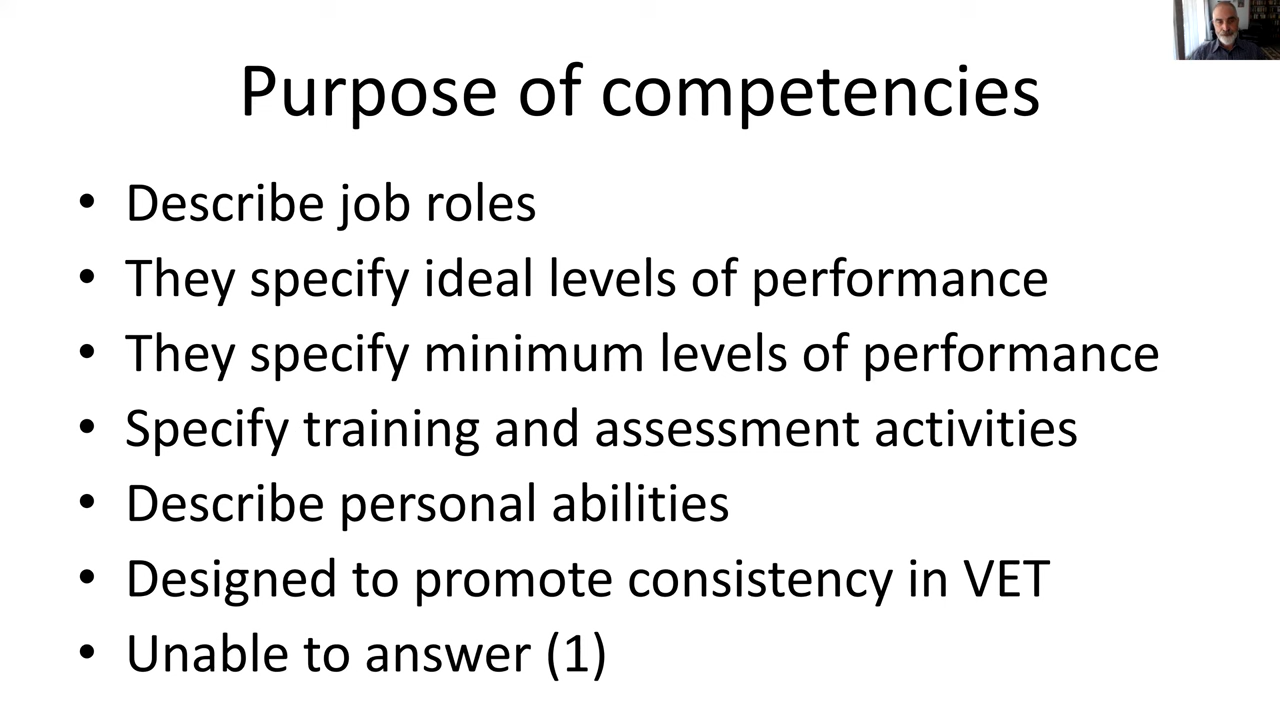 Purpose of competencies
• Describe job roles
• They specify ideal levels of performance
• They specify minimum levels of performance
• Specify training and assessment activities
• Describe personal abilities
• Designed to promote consistency in VET
• Unable to answer (1)